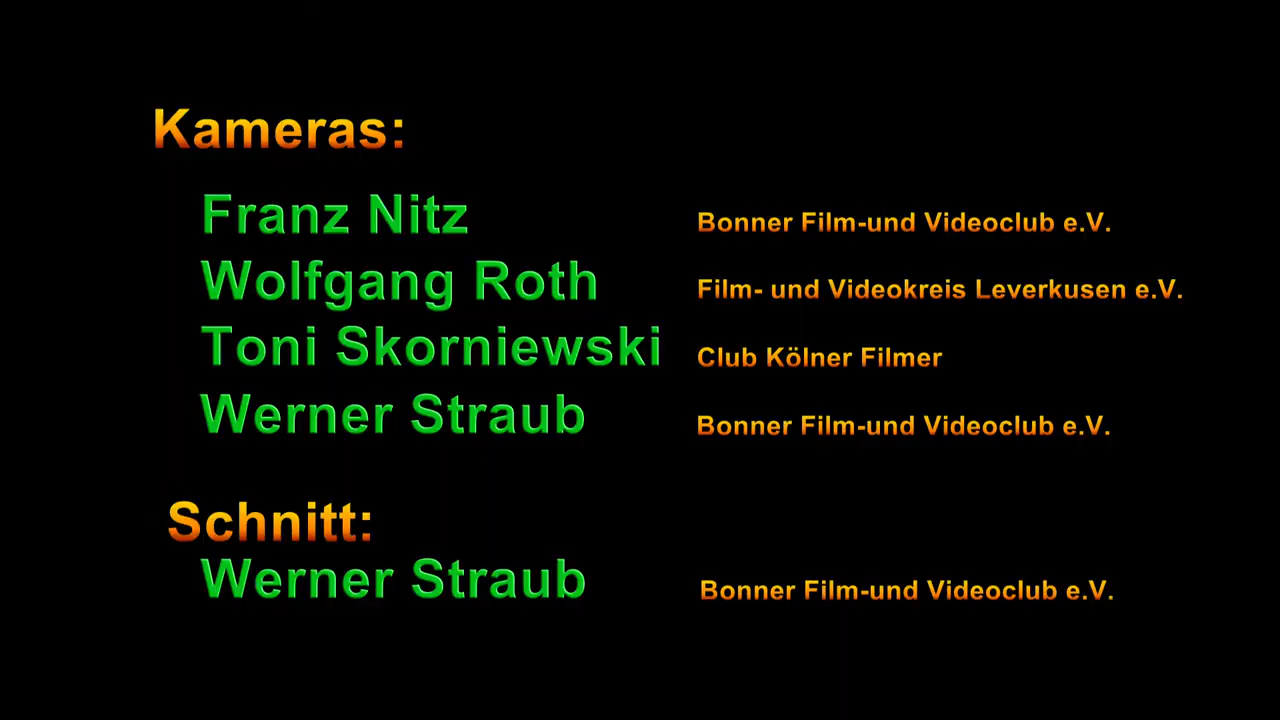 Kameras:
Franz Nitz Bonner Film-und Videoclub e.V.
Wolfgang Roth Film- und Videokreis Leverkusen e.V.
Toni Skorniewski Club Kölner Filmer
Werner Straub Bonner Film-und Videoclub e.V.
Schnitt:
Werner Straub Bonner Film-und Videoclub e.V.